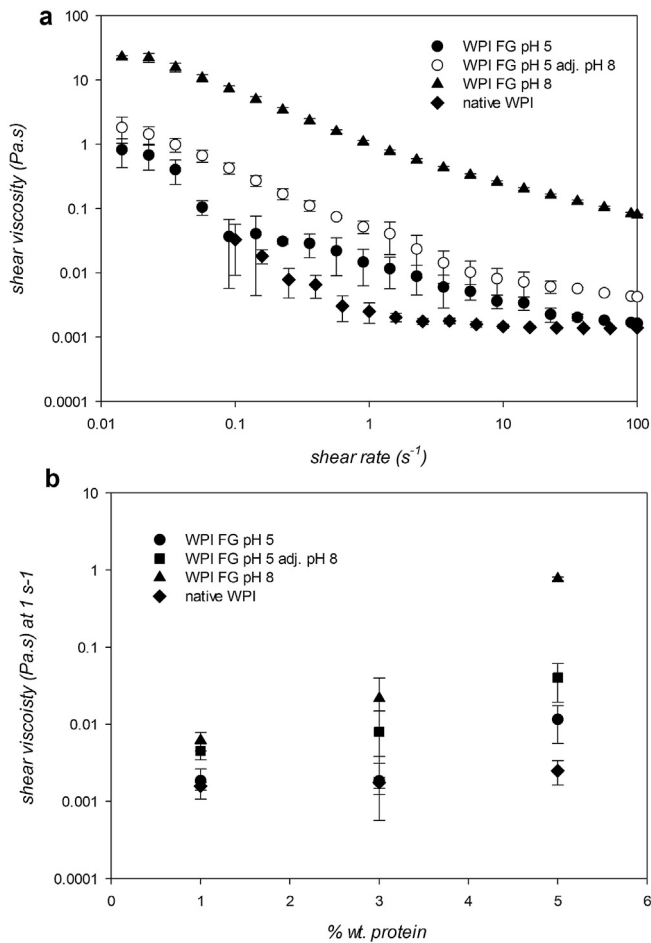 a
shear viscosity (Pa.s)
100
10
1
0.1
0.01
0.001
0.0001
WPI FG pH 5
WPI FG pH 5 adj. pH 8
WPI FG pH 8
native WPI
0.01 0.1 1 10 100
shear rate (s-1)
b
shear viscoisty (Pa.s) at 1 s-1
10
1
0.1
0.01
0.001
0.0001
WPI FG pH 5
WPI FG pH 5 adj. pH 8
WPI FG pH 8
native WPI
0 1 2 3 4 5 6
% wt. protein